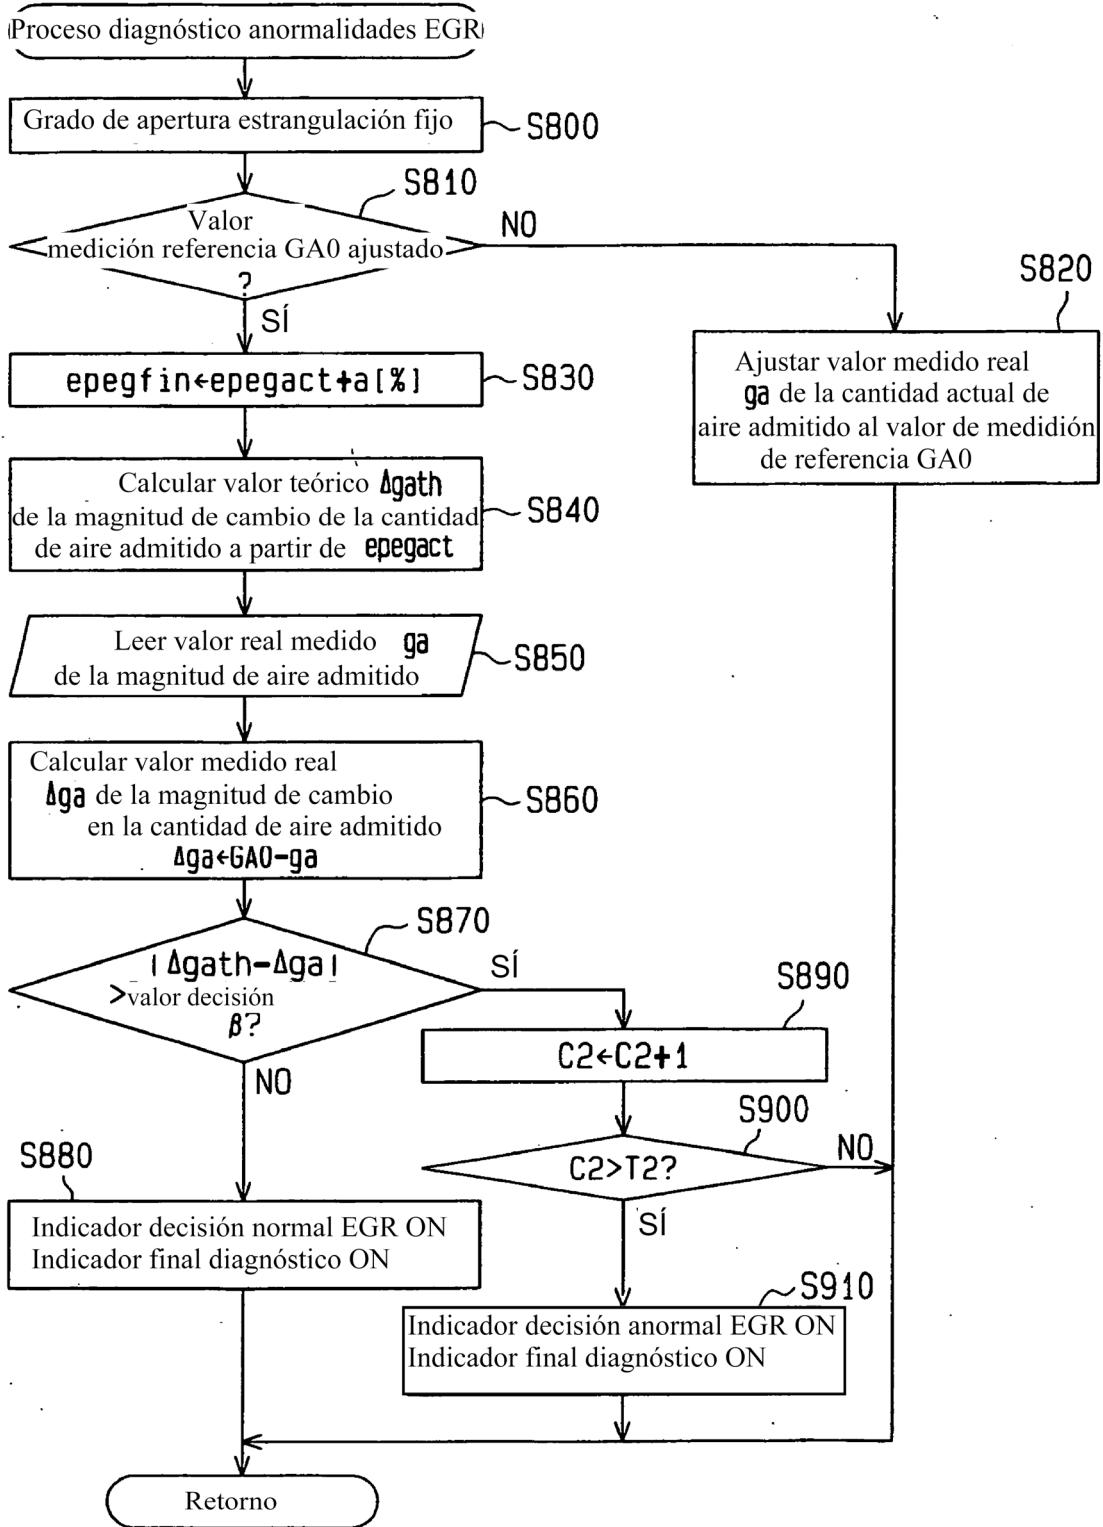 Proceso diagnóstico anormalidades EGR
Grado de apertura estrangulación fijo
S800
S810
Valor
medición referencia GA0 ajustado
?
NO
SÍ
S820
Ajustar valor medido real
ga de la cantidad actual de
aire admitido al valor de medidión
de referencia GA0
epegfin←epegact+a[%]
S830
Calcular valor teórico Δgath
de la magnitud de cambio de la cantidad
de aire admitido a partir de epegact
S840
Leer valor real medido ga
de la magnitud de aire admitido
S850
Calcular valor medido real
Δga de la magnitud de cambio
en la cantidad de aire admitido
Δga←GA0-ga
S860
S870
|Δgath-Δga|
>valor decisión
β?
SÍ
NO
S890
C2←C2+1
S900
C2>T2?
NO
SÍ
S880
Indicador decisión normal EGR ON
Indicador final diagnóstico ON
S910
Indicador decisión anormal EGR ON
Indicador final diagnóstico ON
Retorno